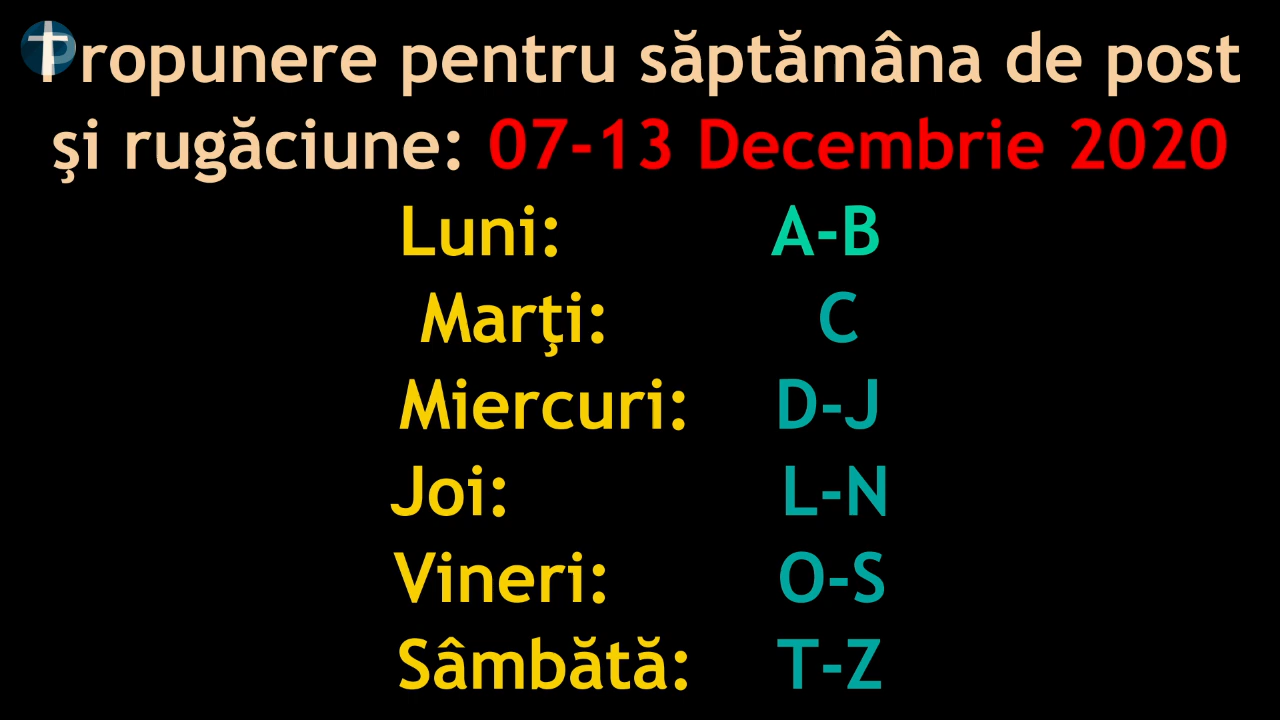 Propunere pentru săptămâna de post
şi rugăciune: 07-13 Decembrie 2020
Luni: A-B
Marţi: C
Miercuri: D-J
Joi: L-N
Vineri: O-S
Sâmbătă: T-Z